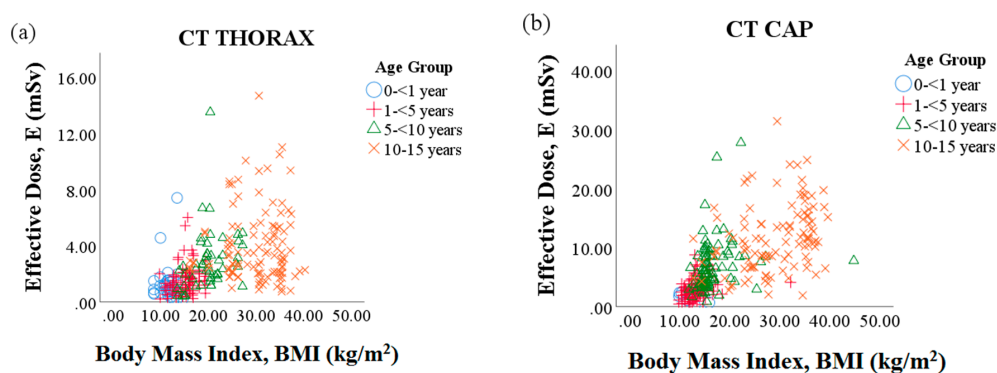 (a)
CT THORAX
Effective Dose, E (mSv)
16.00
12.00
8.00
4.00
.00
.00 10.00 20.00 30.00 40.00 50.00
Body Mass Index, BMI (kg/m²)
Age Group
0-<1 year
1-<5 years
5-<10 years
10-15 years
(b)
CT CAP
Effective Dose, E (mSv)
40.00
30.00
20.00
10.00
.00
.00 10.00 20.00 30.00 40.00 50.00
Body Mass Index, BMI (kg/m²)
Age Group
0-<1 year
1-<5 years
5-<10 years
10-15 years